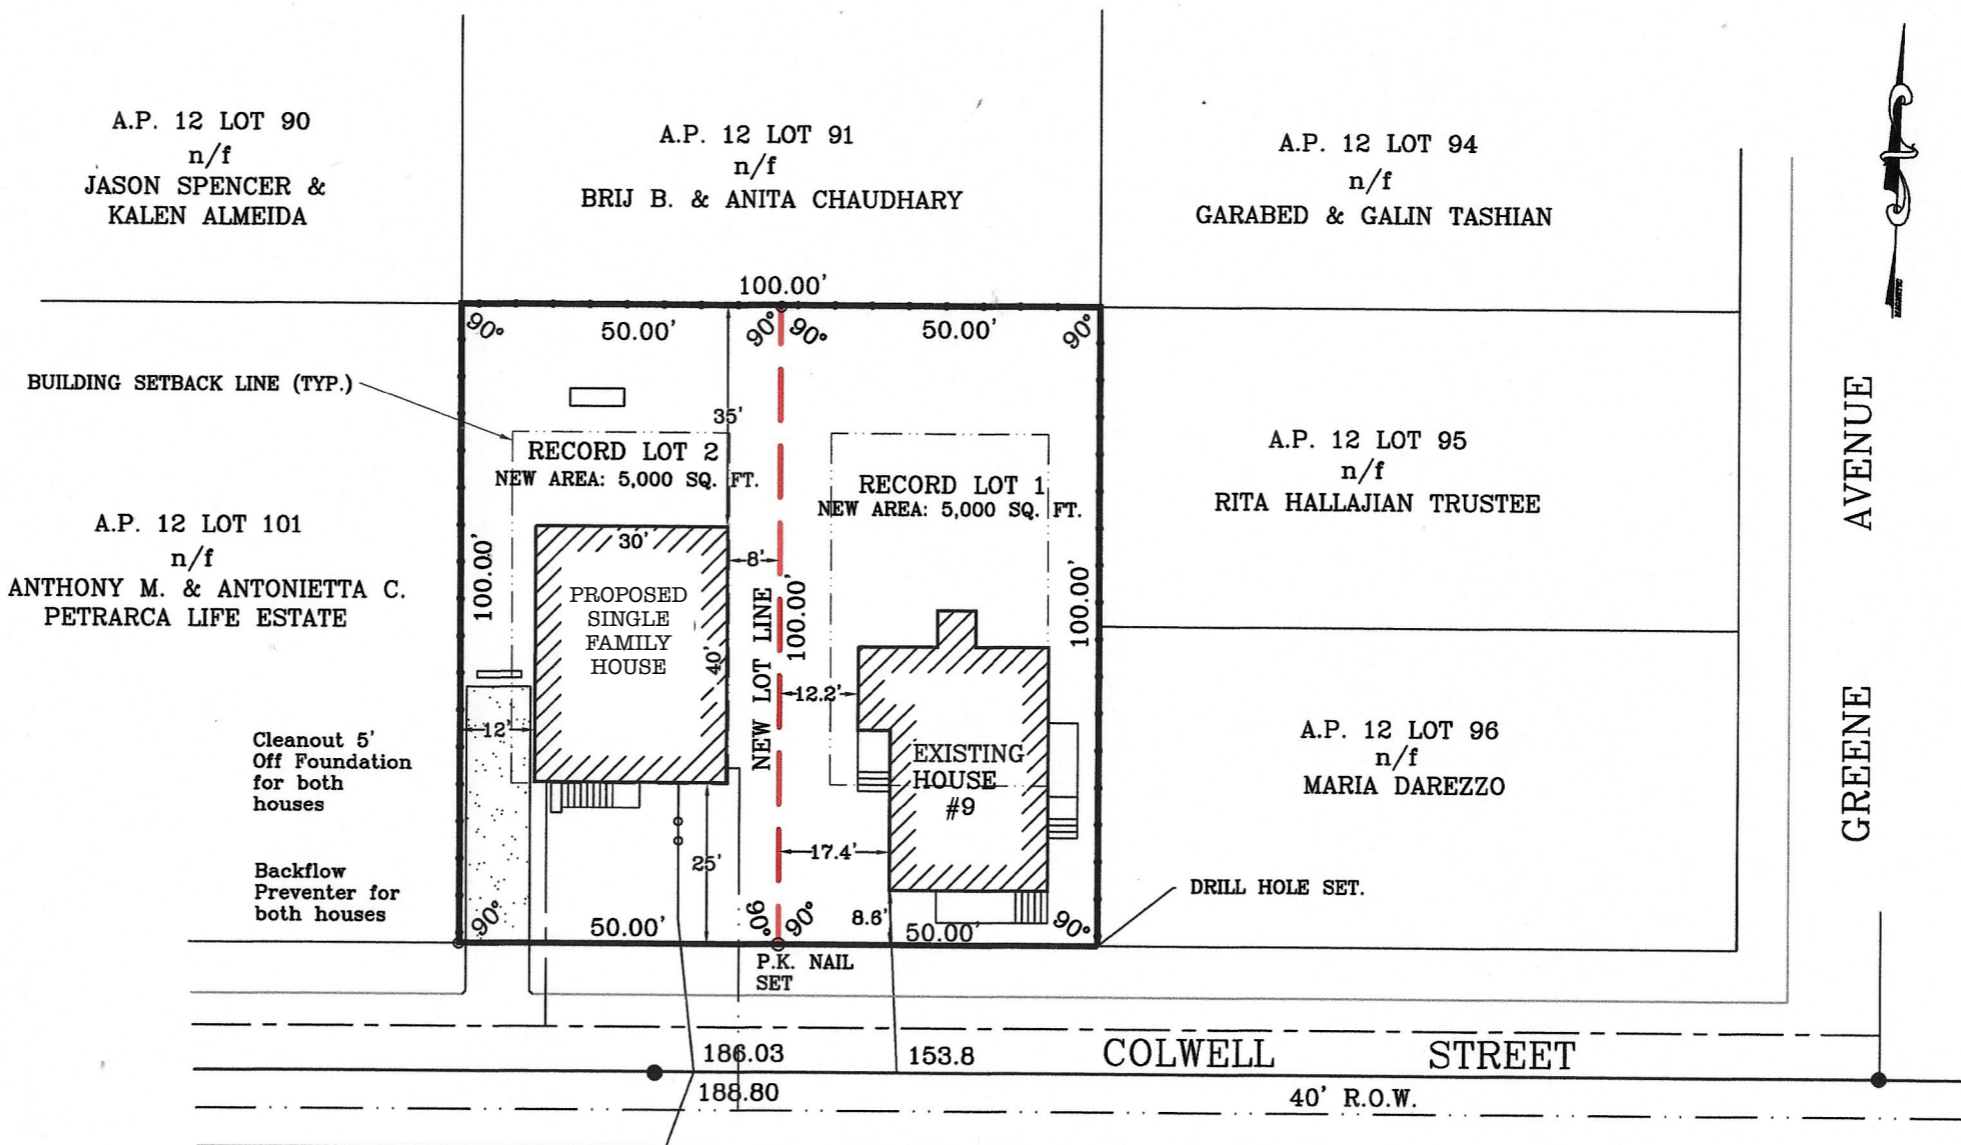 A.P. 12 LOT 90
n/f
JASON SPENCER &
KALEN ALMEIDA
A.P. 12 LOT 91
n/f
BRIJ B. & ANITA CHAUDHARY
A.P. 12 LOT 94
n/f
GARABED & GALIN TASHIAN
MAGNETIC
100.00'
90°
50.00'
90°
90°
50.00'
90°
BUILDING SETBACK LINE (TYP.)
35'
RECORD LOT 2
NEW AREA: 5,000 SQ. FT.
RECORD LOT 1
NEW AREA: 5,000 SQ. FT.
A.P. 12 LOT 95
n/f
RITA HALLAJIAN TRUSTEE
A.P. 12 LOT 101
n/f
ANTHONY M. & ANTONIETTA C.
PETRARCA LIFE ESTATE
100.00'
30'
8'
PROPOSED
SINGLE
FAMILY
HOUSE
40'
NEW LOT LINE
100.00'
100.00'
12.2'
12'
EXISTING
HOUSE
#9
A.P. 12 LOT 96
n/f
MARIA DAREZZO
GREENE AVENUE
Cleanout 5'
Off Foundation
for both
houses
Backflow
Preventer for
both houses
25'
17.4'
8.6'
90°
50.00'
90°
90°
50.00'
90°
DRILL HOLE SET.
P.K. NAIL
SET
186.03
153.8
COLWELL STREET
188.80
40' R.O.W.